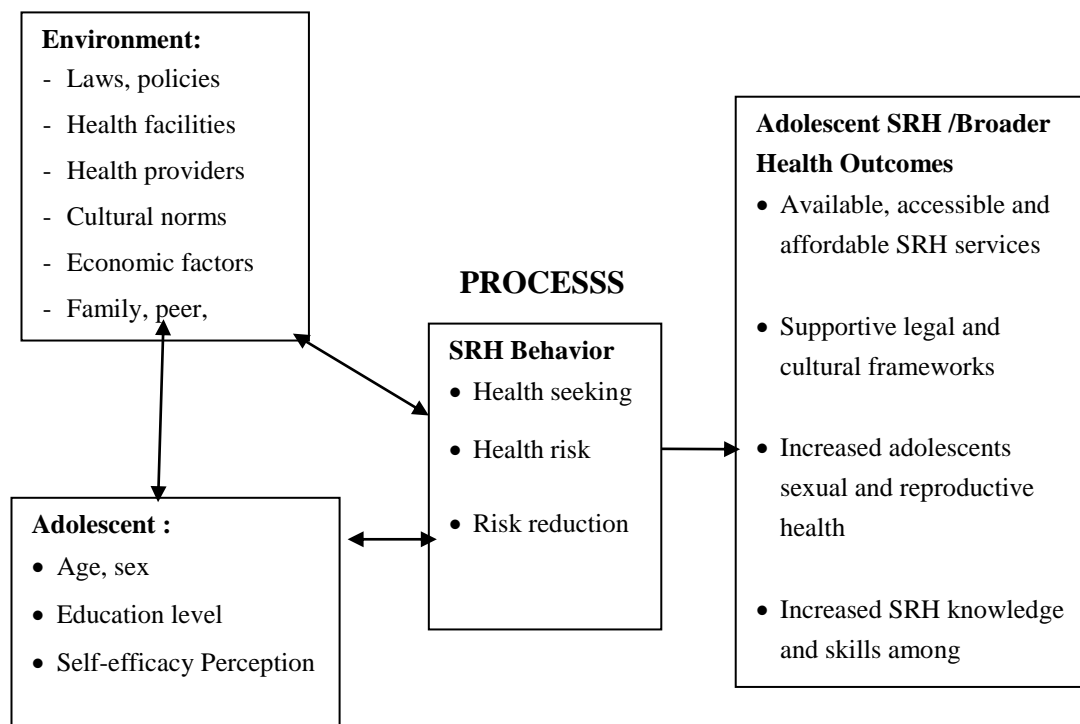 Environment:
- Laws, policies
- Health facilities
- Health providers
- Cultural norms
- Economic factors
- Family, peer,
Adolescent :
• Age, sex
• Education level
• Self-efficacy Perception
PROCESSS
SRH Behavior
• Health seeking
• Health risk
• Risk reduction
Adolescent SRH /Broader
Health Outcomes
• Available, accessible and
affordable SRH services
• Supportive legal and
cultural frameworks
• Increased adolescents
sexual and reproductive
health
• Increased SRH knowledge
and skills among